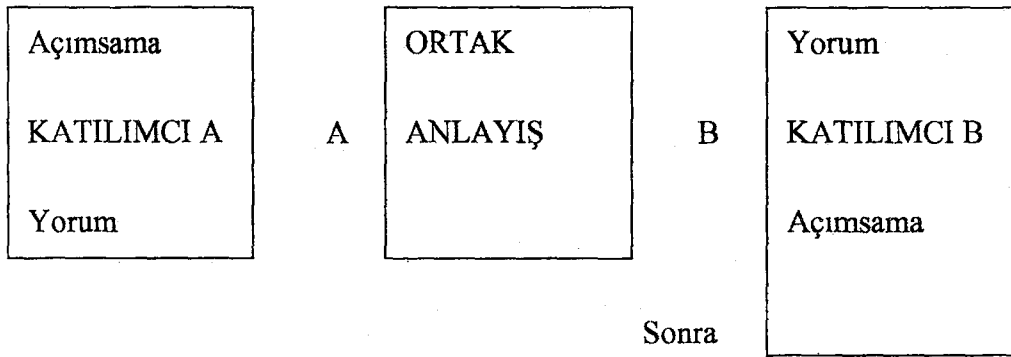 Açımsama ORTAK Yorum
KATILIMCI A A ANLAYIŞ B KATILIMCI B
Yorum Açımsama
Sonra